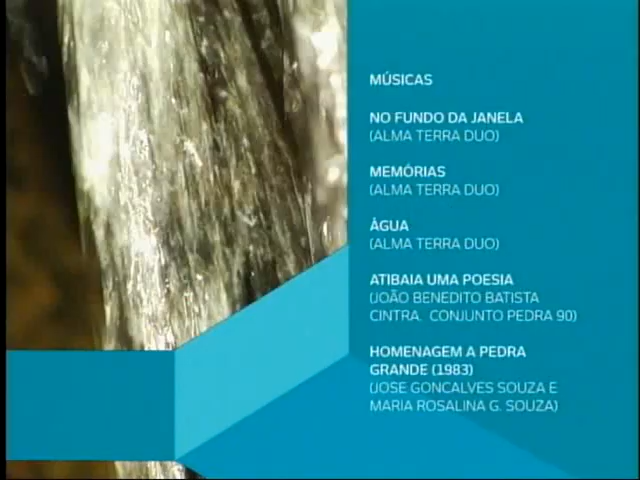 MÚSICAS
NO FUNDO DA JANELA
(ALMA TERRA DUO)
MEMÓRIAS
(ALMA TERRA DUO)
ÁGUA
(ALMA TERRA DUO)
ATIBAIA UMA POESIA
(JOÃO BENEDITO BATISTA
CINTRA, CONJUNTO PEDRA 90)
HOMENAGEM A PEDRA
GRANDE (1983)
(JOSE GONCALVES SOUZA E
MARIA ROSALINA G. SOUZA)